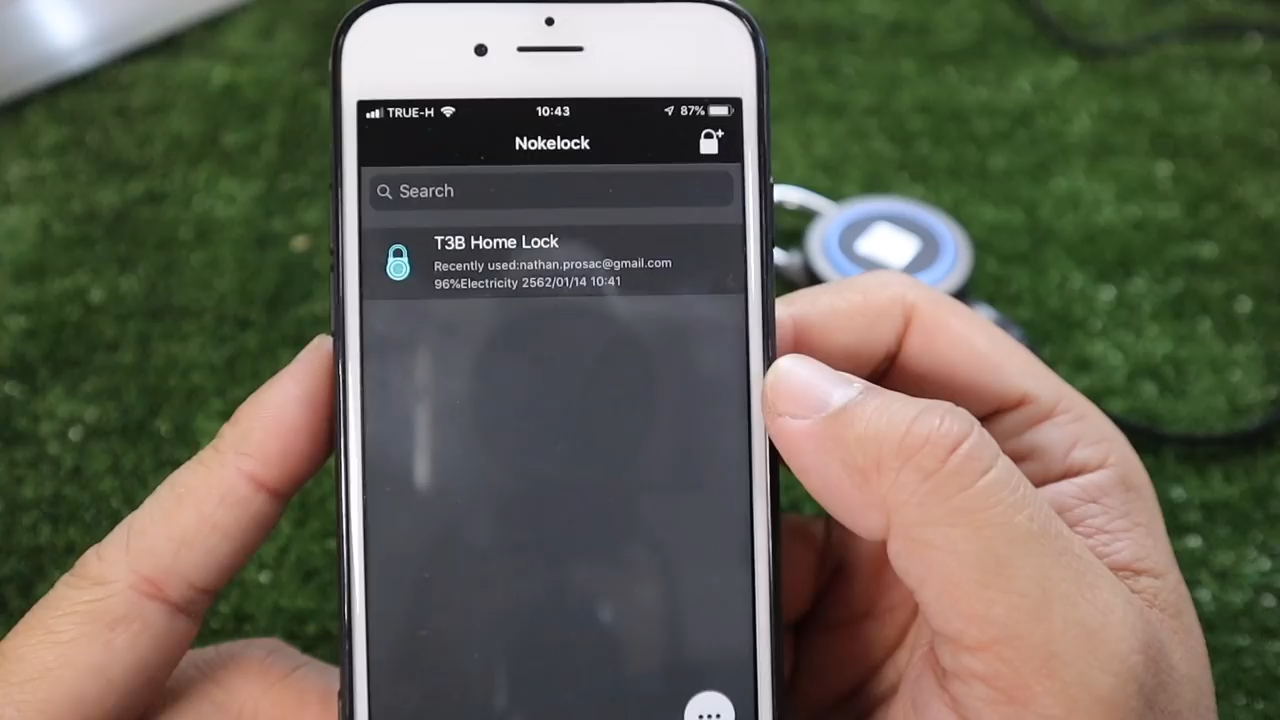 TRUE-H 10:43 87%
Nokelock
Search
T3B Home Lock
Recently used:nathan.prosac@gmail.com
96%Electricity 2562/01/14 10:41